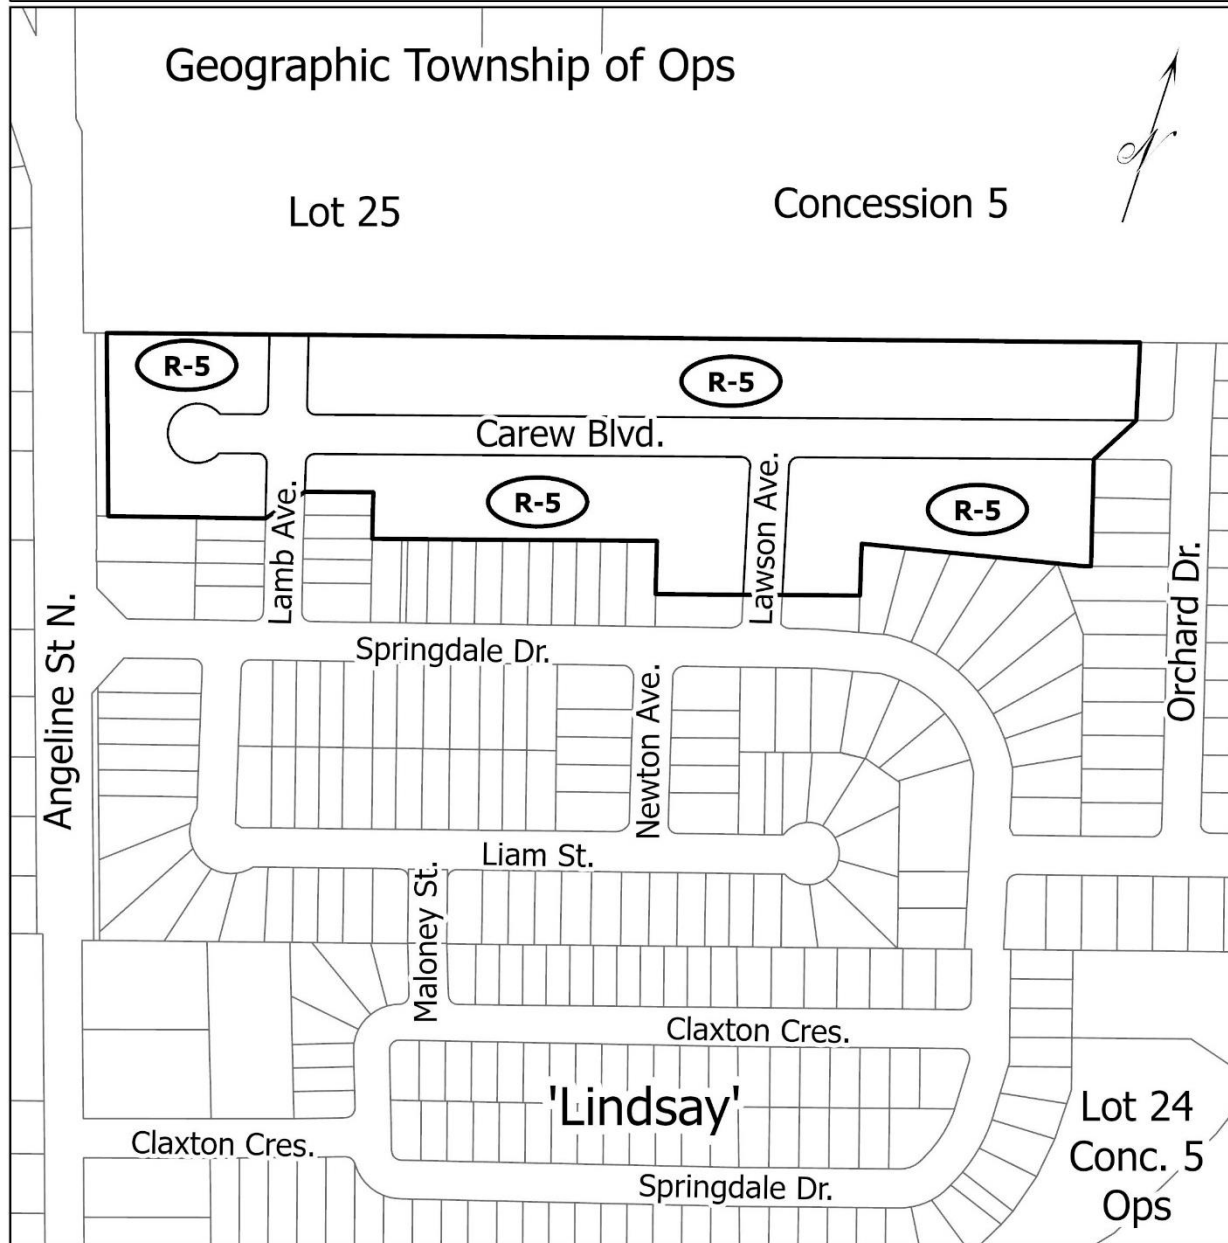 Geographic Township of Ops
Lot 25
Concession 5
R-5
R-5
Carew Blvd.
R-5
R-5
Lamb Ave.
Lawson Ave.
Orchard Dr.
Angeline St N.
Springdale Dr.
Newton Ave.
Liam St.
Maloney St.
Claxton Cres.
'Lindsay'
Lot 24
Conc. 5
Ops
Claxton Cres.
Springdale Dr.